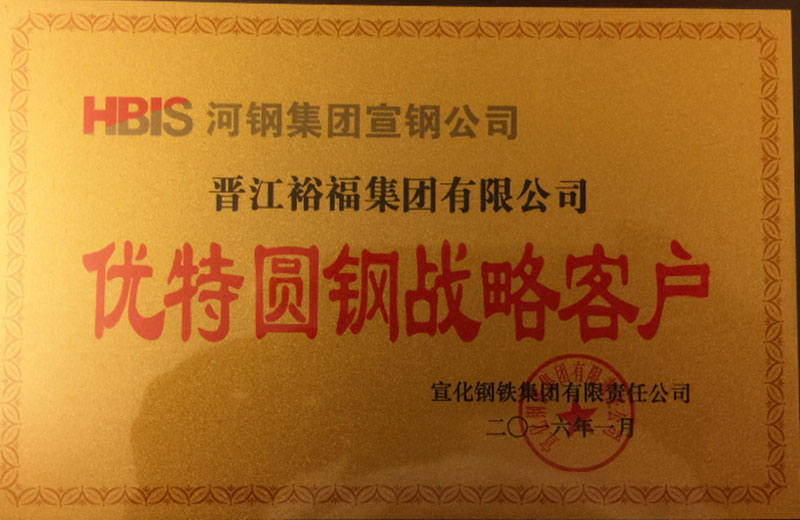 HBIS 河钢集团宣钢公司
晋江裕福集团有限公司
优特圆钢战略客户
宣化钢铁集团有限责任公司
二〇一六年一月